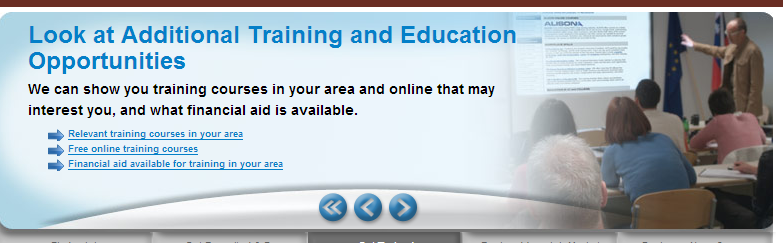 Look at Additional Training and Education
Opportunities
We can show you training courses in your area and online that may
interest you, and what financial aid is available.
Relevant training courses in your area
Free online training courses
Financial aid available for training in your area